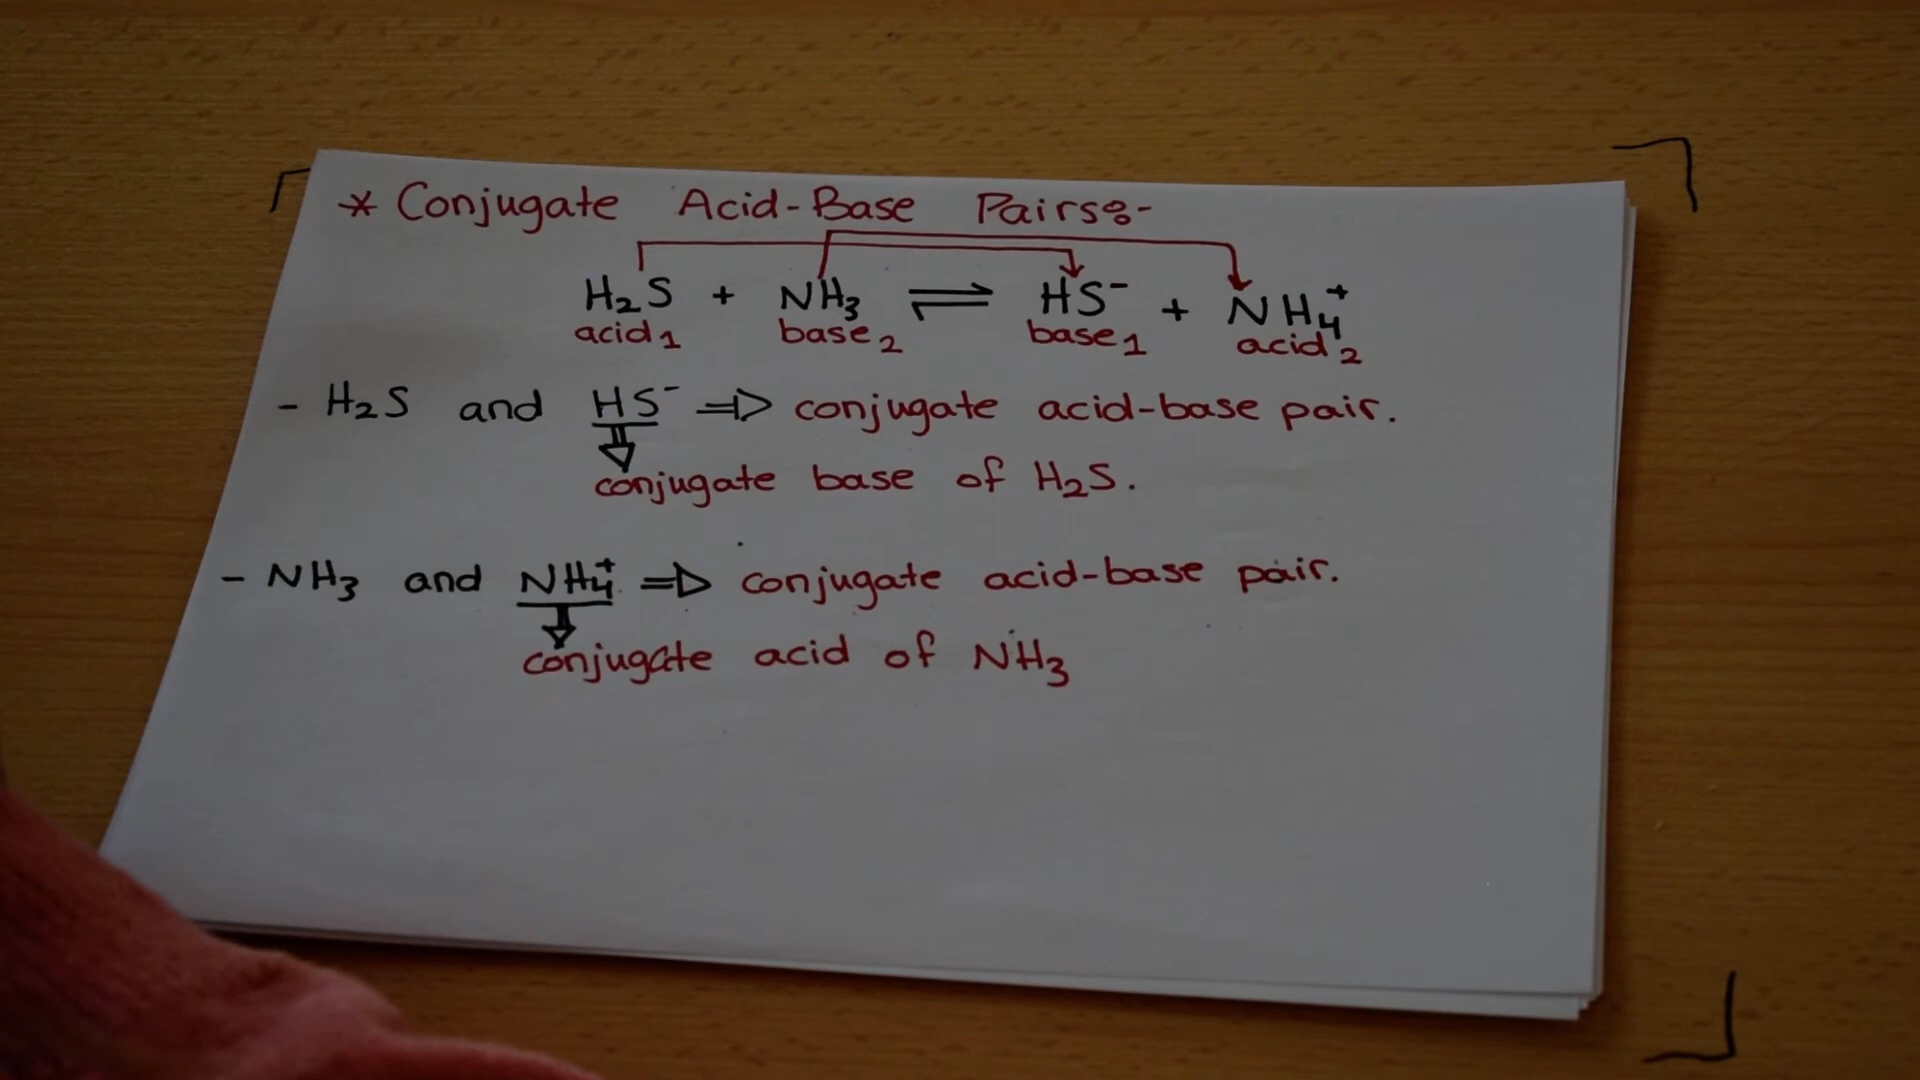 * Conjugate Acid-Base Pairs:-
H₂S + NH₃ ⇌ HS⁻ + NH₄⁺
acid₁ base₂ base₁ acid₂
- H₂S and HS⁻ ⇒ conjugate acid-base pair.
conjugate base of H₂S.
- NH₃ and NH₄⁺ ⇒ conjugate acid-base pair.
conjugate acid of NH₃